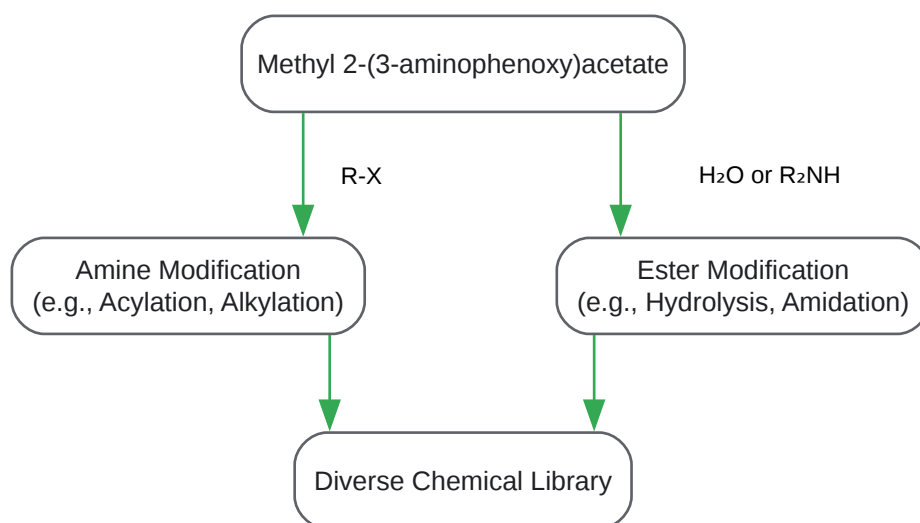 Methyl 2-(3-aminophenoxy)acetate
R-X
H₂O or R₂NH
Amine Modification
(e.g., Acylation, Alkylation)
Ester Modification
(e.g., Hydrolysis, Amidation)
Diverse Chemical Library